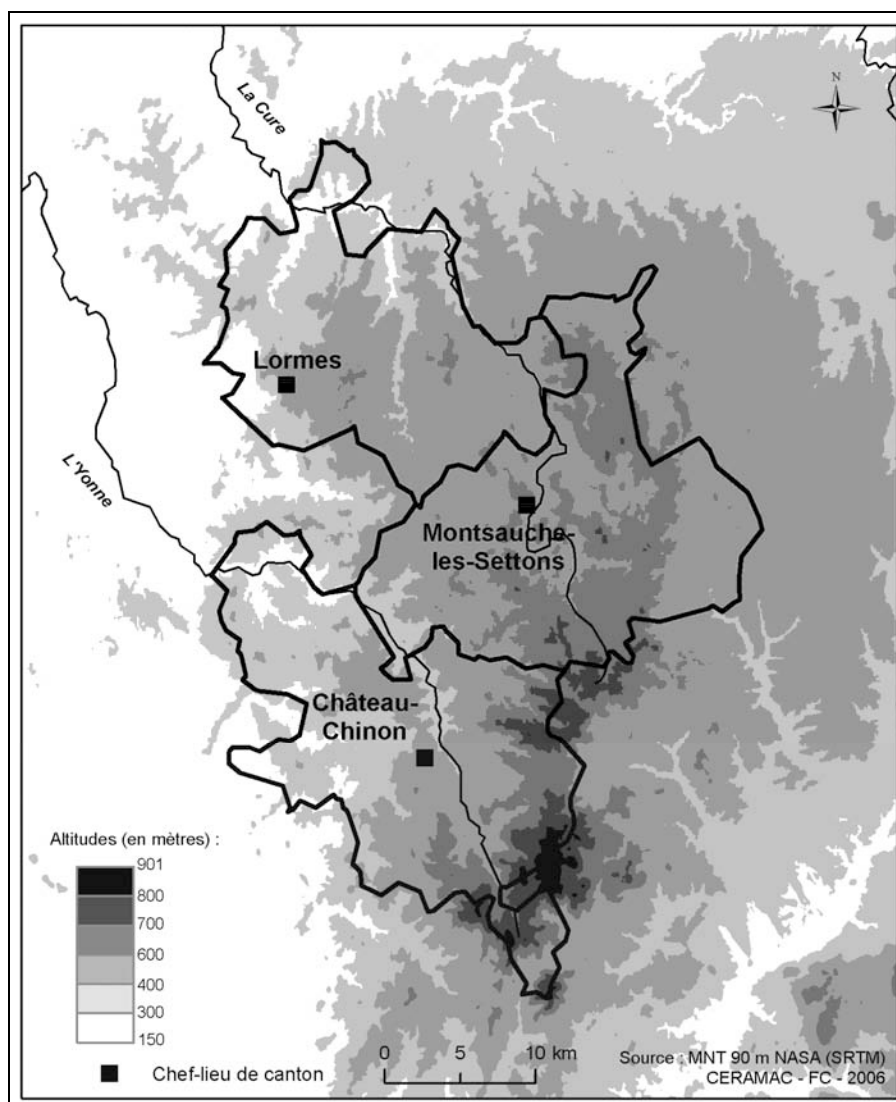 N
La Cure
Lormes
L'Yonne
Montsauche-
les-Settons
Château-
Chinon
Altitudes (en mètres) :
901
800
700
600
400
300
150
Chef-lieu de canton
0 5 10 km
Source : MNT 90 m NASA (SRTM)
CERAMAC - FC - 2006